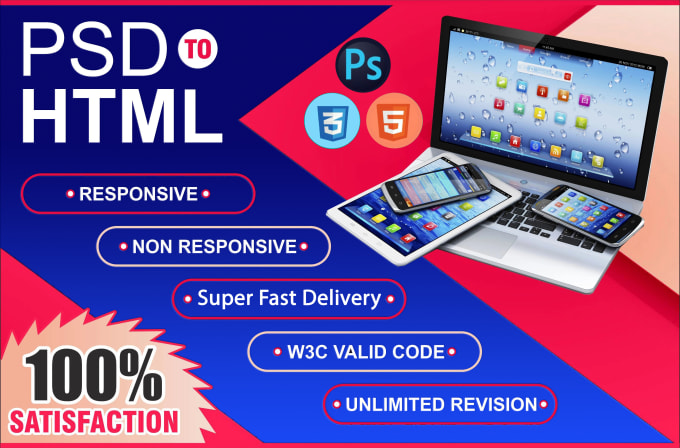 PSD TO
HTML
Ps
3
5
RESPONSIVE
NON RESPONSIVE
Super Fast Delivery
W3C VALID CODE
UNLIMITED REVISION
100%
SATISFACTION